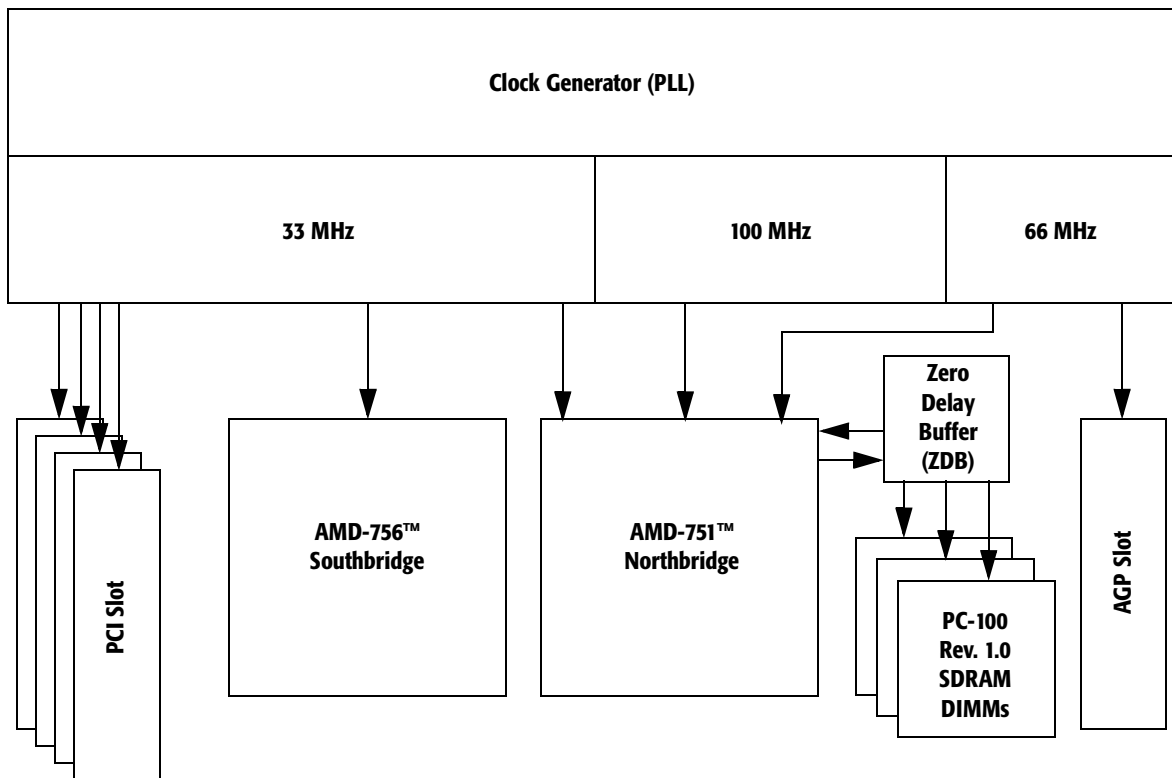 Clock Generator (PLL)
33 MHz
100 MHz
66 MHz
Zero
Delay
Buffer
(ZDB)
PCI Slot
AMD-756™
Southbridge
AMD-751™
Northbridge
PC-100
Rev. 1.0
SDRAM
DIMMs
AGP Slot